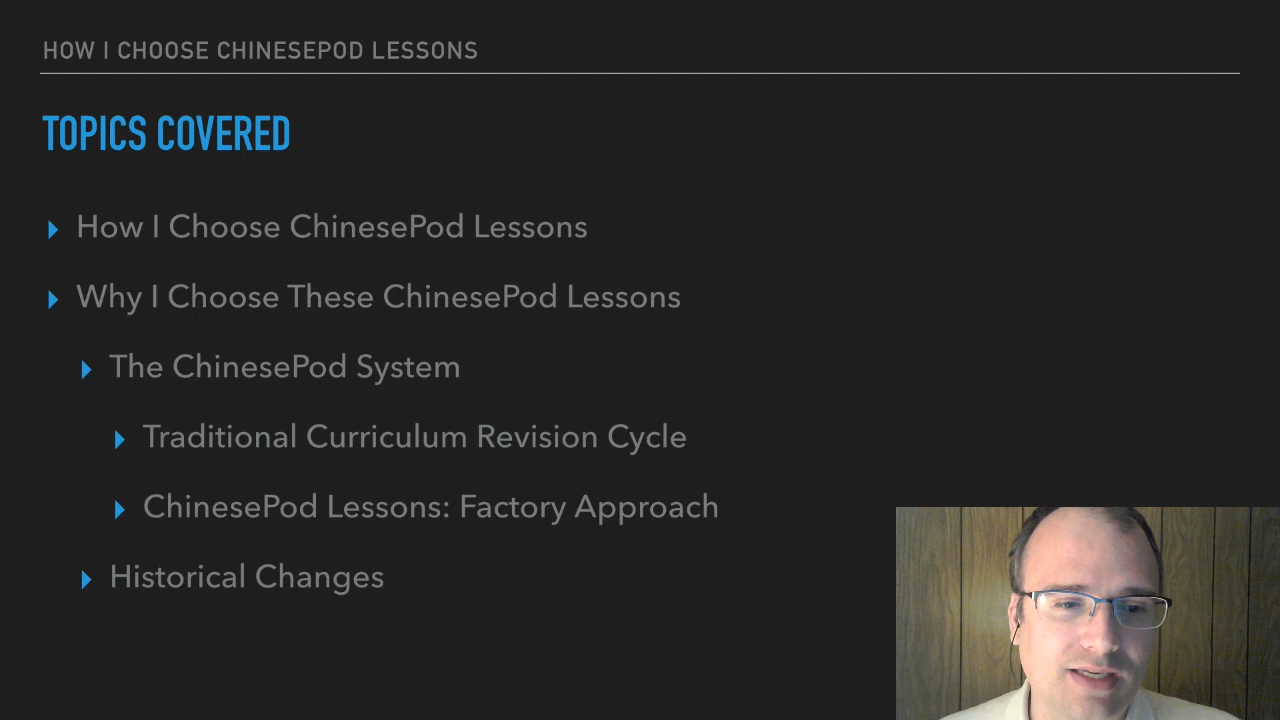 HOW I CHOOSE CHINESEPOD LESSONS
TOPICS COVERED
How I Choose ChinesePod Lessons
Why I Choose These ChinesePod Lessons
The ChinesePod System
Traditional Curriculum Revision Cycle
ChinesePod Lessons: Factory Approach
Historical Changes